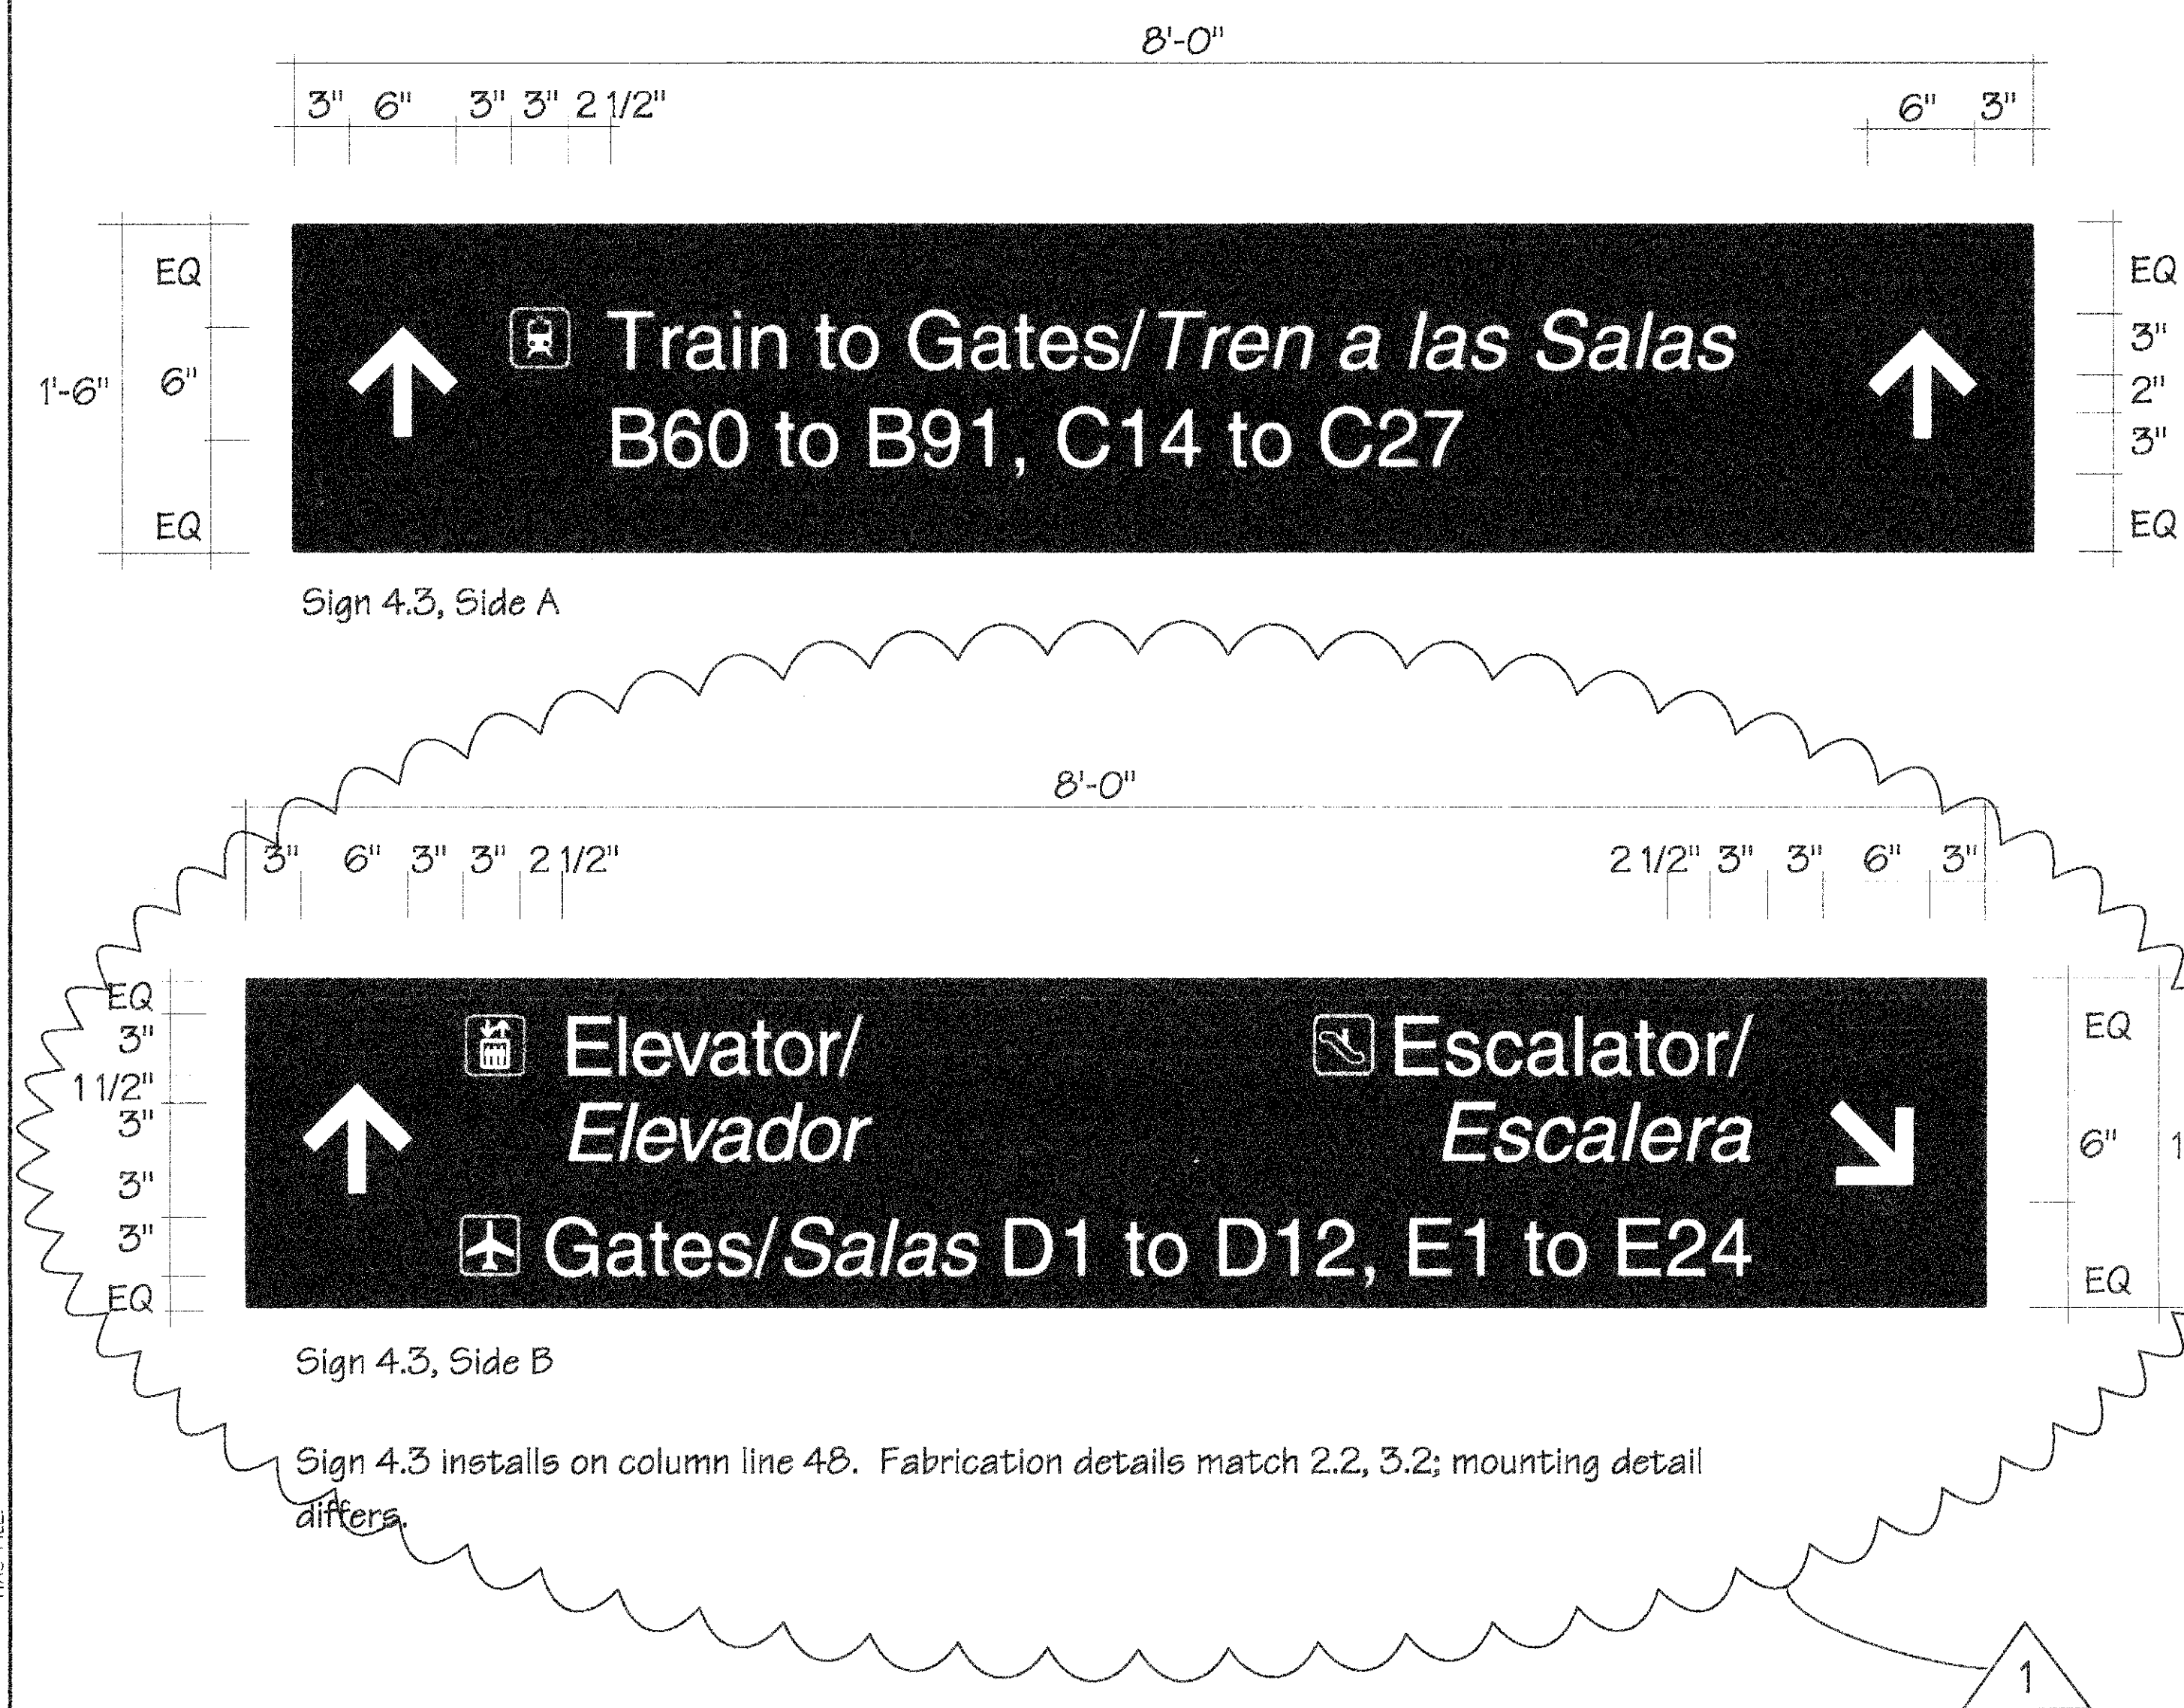 8'-0"
3" 6" 3" 3" 2 1/2" 6" 3"
EQ
6"
EQ
1'-6"
Train to Gates/Tren a las Salas
B60 to B91, C14 to C27
EQ
3"
2"
3"
EQ
Sign 4.3, Side A
8'-0"
3" 6" 3" 3" 2 1/2" 2 1/2" 3" 3" 6" 3"
EQ
3"
1 1/2"
3"
3"
3"
EQ
Elevator/
Elevador
Escalator/
Escalera
Gates/Salas D1 to D12, E1 to E24
EQ
6"
EQ
1
Sign 4.3, Side B
Sign 4.3 installs on column line 48. Fabrication details match 2.2, 3.2; mounting detail
differs.
1